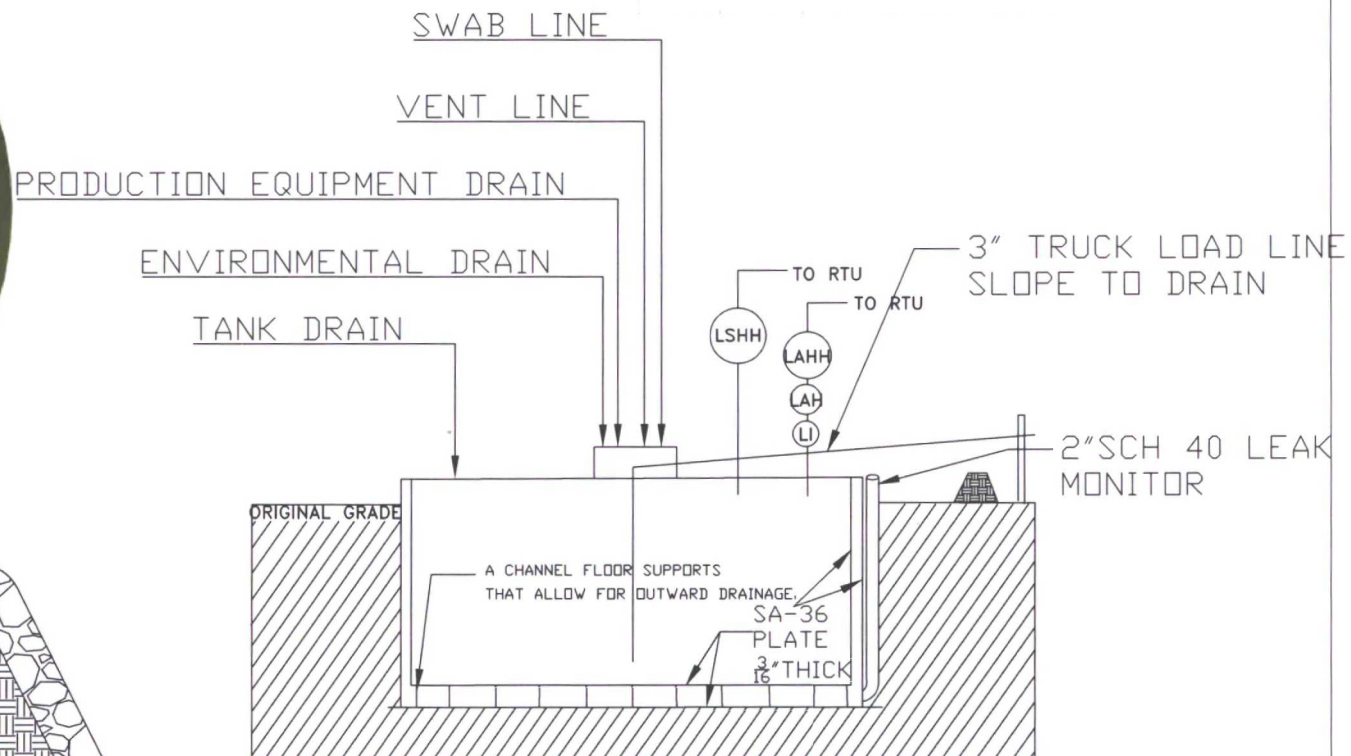 SWAB LINE
VENT LINE
PRODUCTION EQUIPMENT DRAIN
ENVIRONMENTAL DRAIN
TANK DRAIN
3" TRUCK LOAD LINE
SLOPE TO DRAIN
TO RTU
TO RTU
LSHH
LAHH
LAH
LI
2"SCH 40 LEAK
MONITOR
ORIGINAL GRADE
A CHANNEL FLOOR SUPPORTS
THAT ALLOW FOR OUTWARD DRAINAGE.
SA-36
PLATE
3/16"THICK